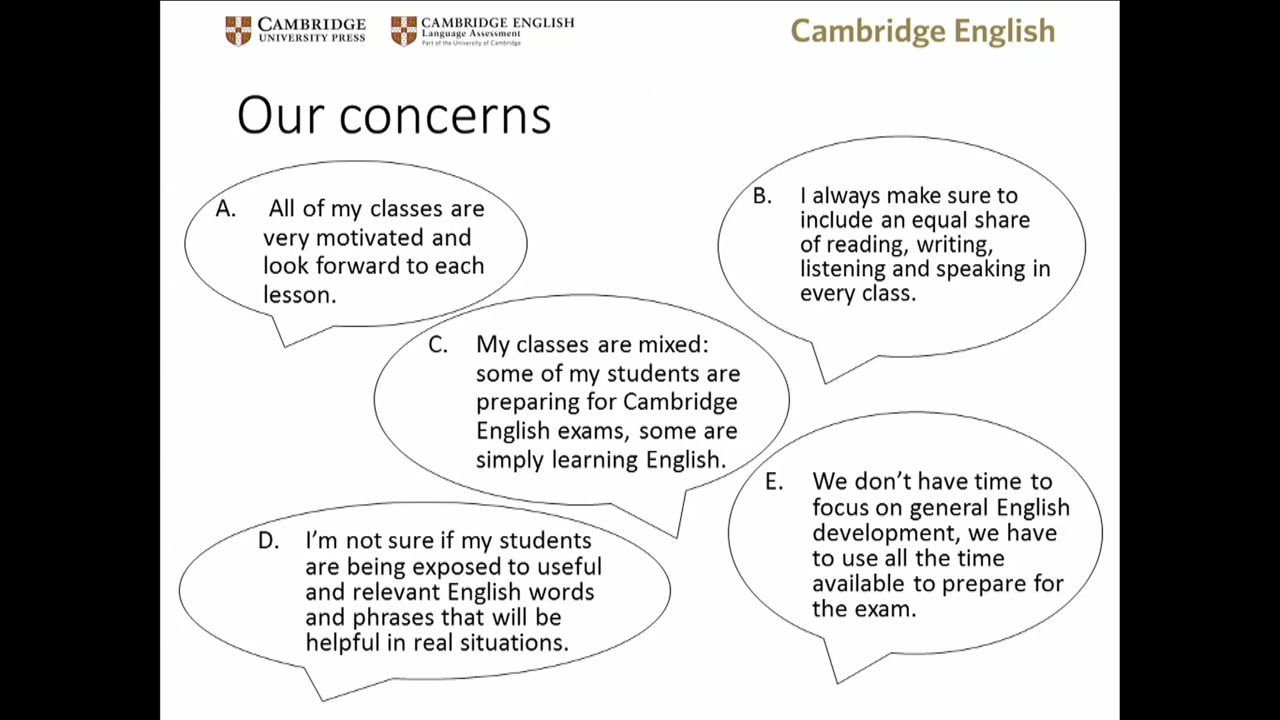 CAMBRIDGE
UNIVERSITY PRESS
CAMBRIDGE ENGLISH
Language Assessment
Part of the University of Cambridge
Cambridge English
Our concerns
A. All of my classes are
very motivated and
look forward to each
lesson.
B. I always make sure to
include an equal share
of reading, writing,
listening and speaking in
every class.
C. My classes are mixed:
some of my students are
preparing for Cambridge
English exams, some are
simply learning English.
D. I'm not sure if my students
are being exposed to useful
and relevant English words
and phrases that will be
helpful in real situations.
E. We don't have time to
focus on general English
development, we have
to use all the time
available to prepare for
the exam.